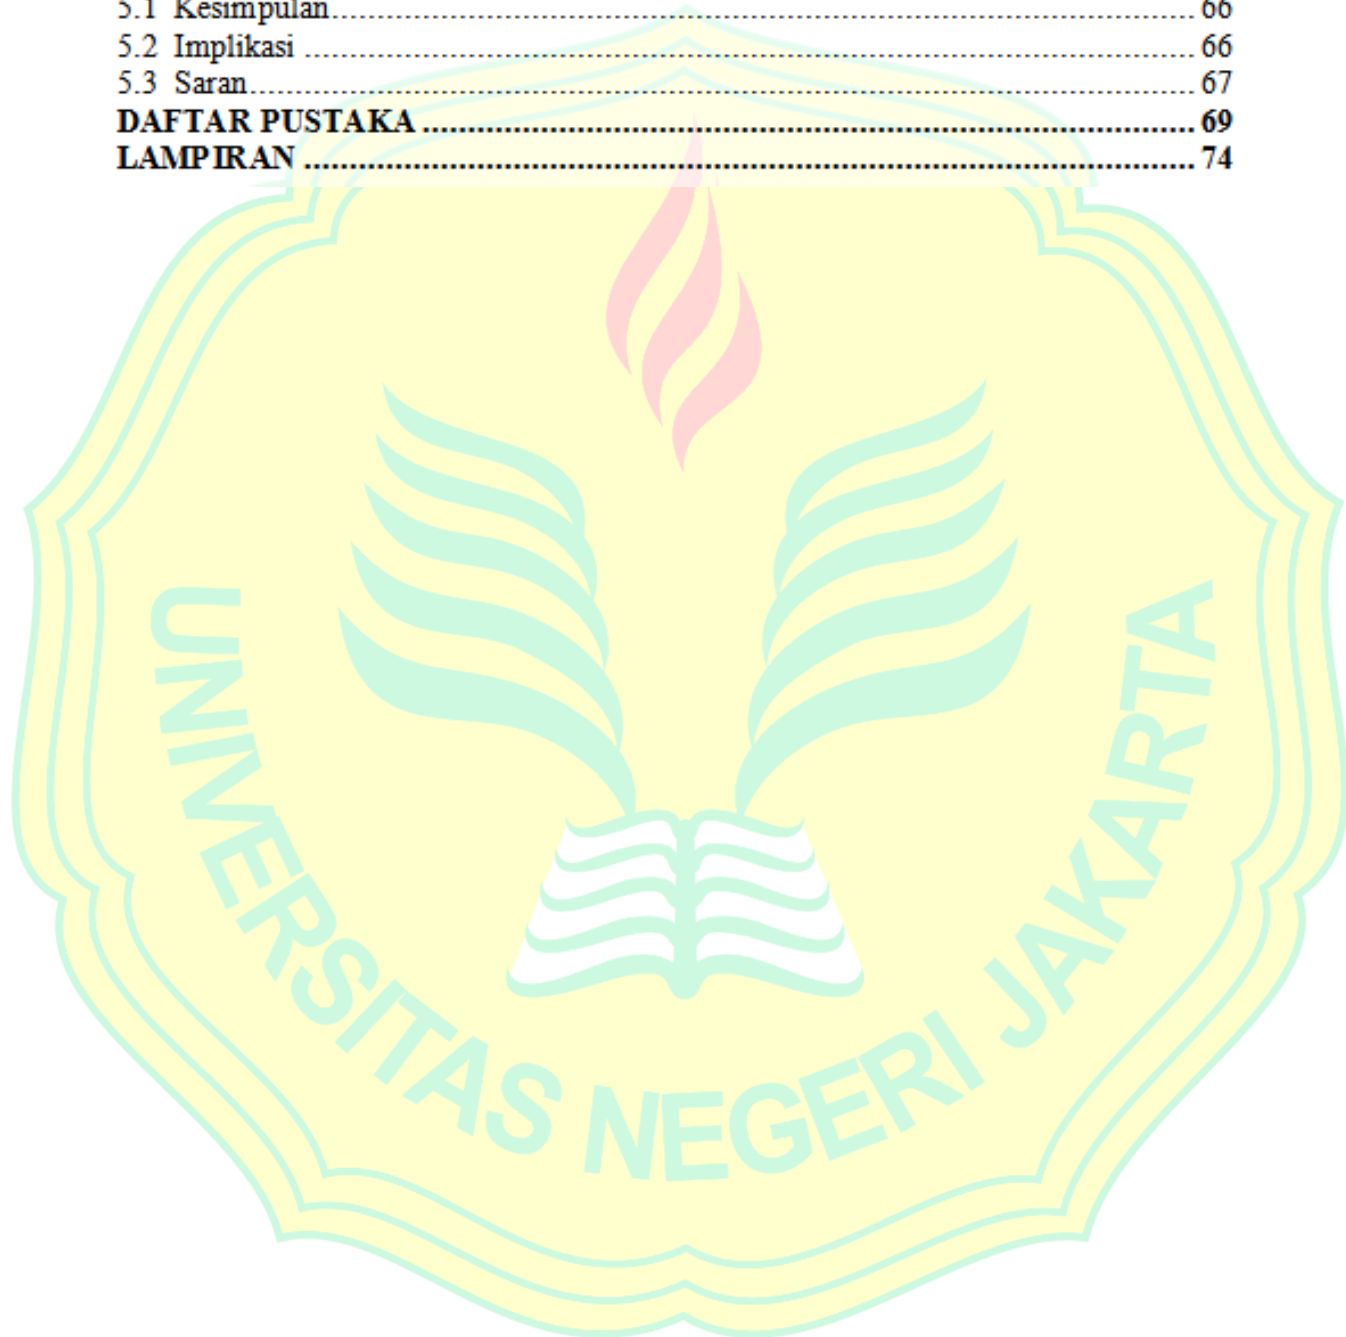 5.1 Kesimpulan........................................................................ 66
5.2 Implikasi ........................................................................ 66
5.3 Saran........................................................................ 67
DAFTAR PUSTAKA ........................................................................ 69
LAMPIRAN ........................................................................ 74
UNIVERSITAS NEGERI JAKARTA